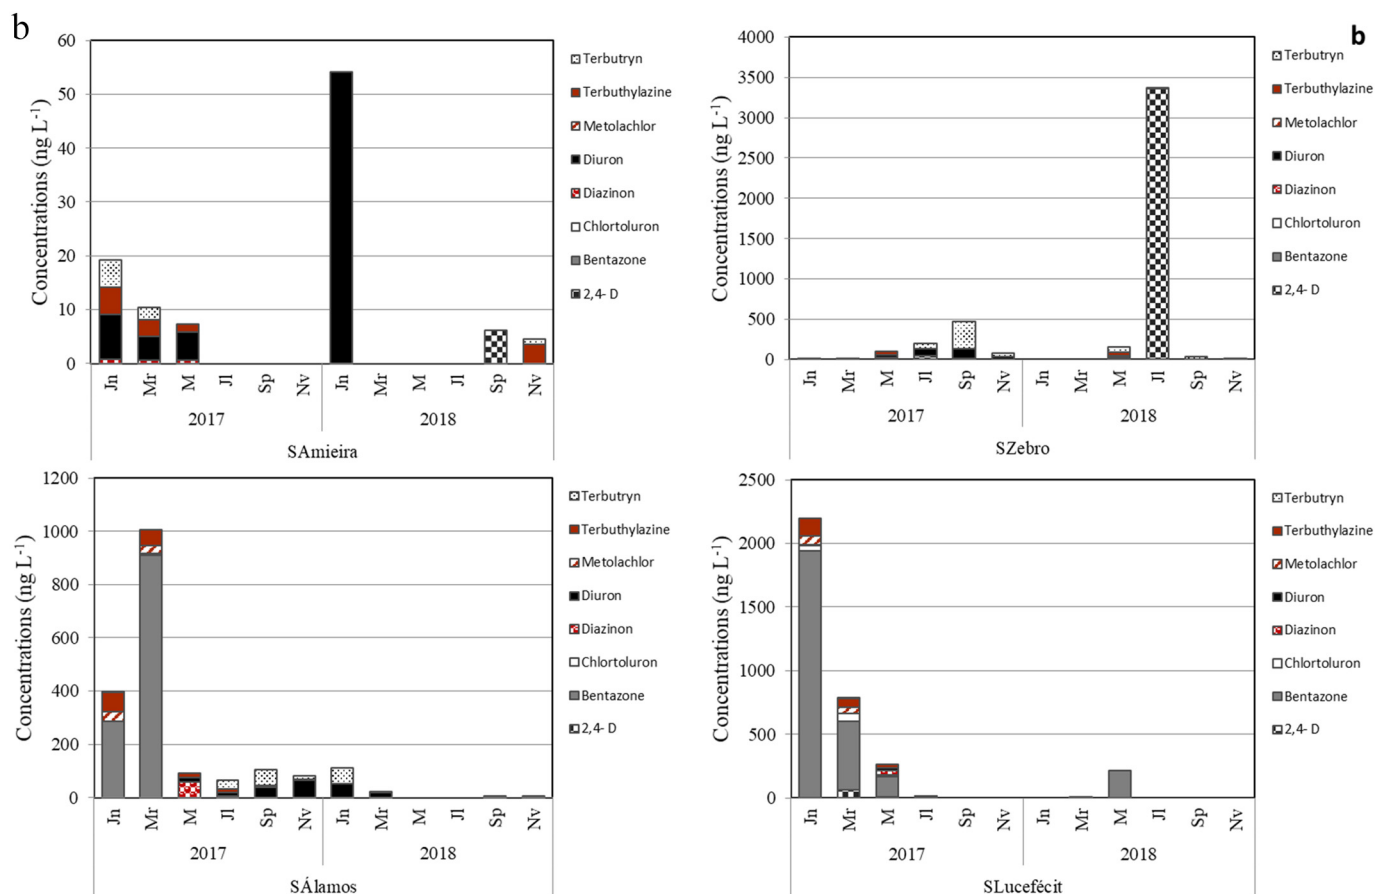 b
60
50
40
30
20
10
0
Concentrations (ng L-1)
Jn Mr M Jl Sp Nv Jn Mr M Jl Sp Nv
2017 2018
SAmieira
Terbutryn
Terbuthylazine
Metolachlor
Diuron
Diazinon
Chlortoluron
Bentazone
2,4- D
b
4000
3500
3000
2500
2000
1500
1000
500
0
Concentrations (ng L-1)
Jn Mr M Jl Sp Nv Jn Mr M Jl Sp Nv
2017 2018
SZebro
Terbutryn
Terbuthylazine
Metolachlor
Diuron
Diazinon
Chlortoluron
Bentazone
2,4- D
1200
1000
800
600
400
200
0
Concentrations (ng L-1)
Jn Mr M Jl Sp Nv Jn Mr M Jl Sp Nv
2017 2018
SÁlamos
Terbutryn
Terbuthylazine
Metolachlor
Diuron
Diazinon
Chlortoluron
Bentazone
2,4- D
2500
2000
1500
1000
500
0
Concentrations (ng L-1)
Jn Mr M Jl Sp Nv Jn Mr M Jl Sp Nv
2017 2018
SLucefécit
Terbutryn
Terbuthylazine
Metolachlor
Diuron
Diazinon
Chlortoluron
Bentazone
2,4- D